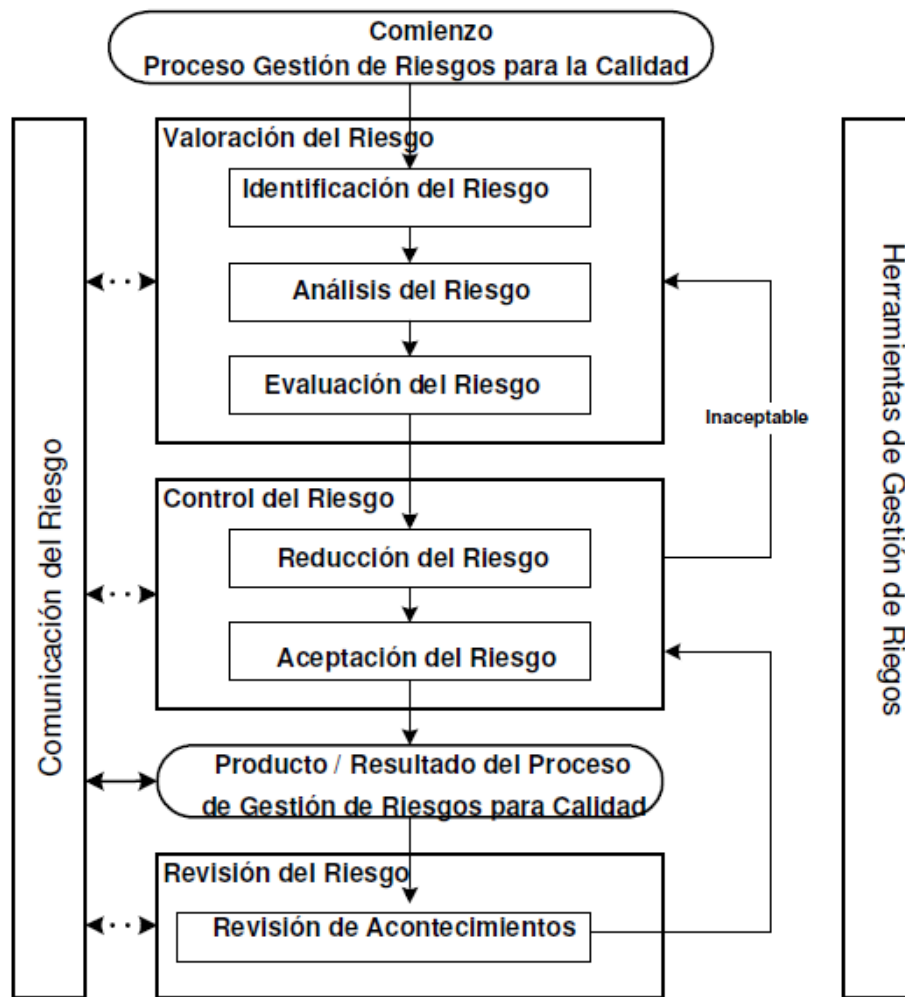 Comienzo
Proceso Gestión de Riesgos para la Calidad
Valoración del Riesgo
Identificación del Riesgo
Análisis del Riesgo
Evaluación del Riesgo
Inaceptable
Control del Riesgo
Reducción del Riesgo
Aceptación del Riesgo
Producto / Resultado del Proceso
de Gestión de Riesgos para Calidad
Revisión del Riesgo
Revisión de Acontecimientos
Comunicación del Riesgo
Herramientas de Gestión de Riegos